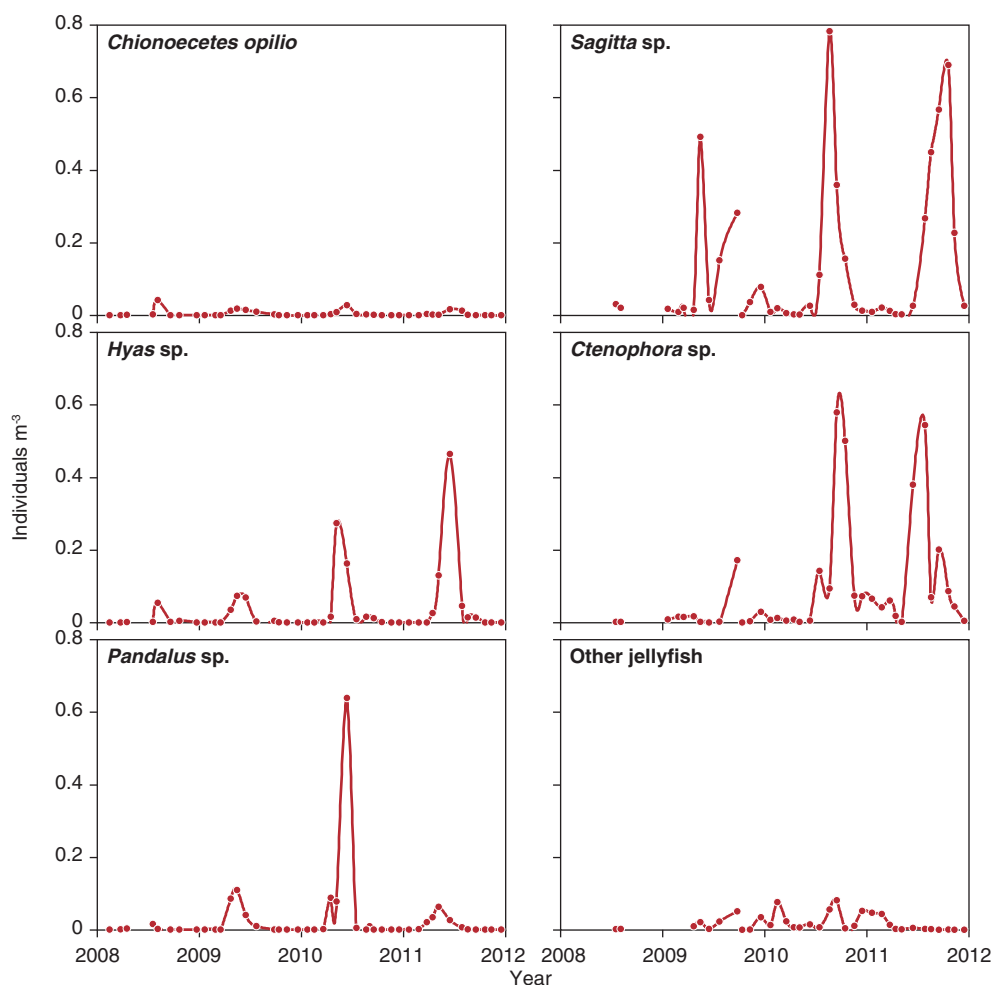 Chionoecetes opilio
0.8
0.6
0.4
0.2
0
Sagitta sp.
Hyas sp.
0.8
0.6
0.4
0.2
0
Individuals m-3
Ctenophora sp.
Pandalus sp.
0.8
0.6
0.4
0.2
0
2008 2009 2010 2011 2012
Other jellyfish
2008 2009 2010 2011 2012
Year